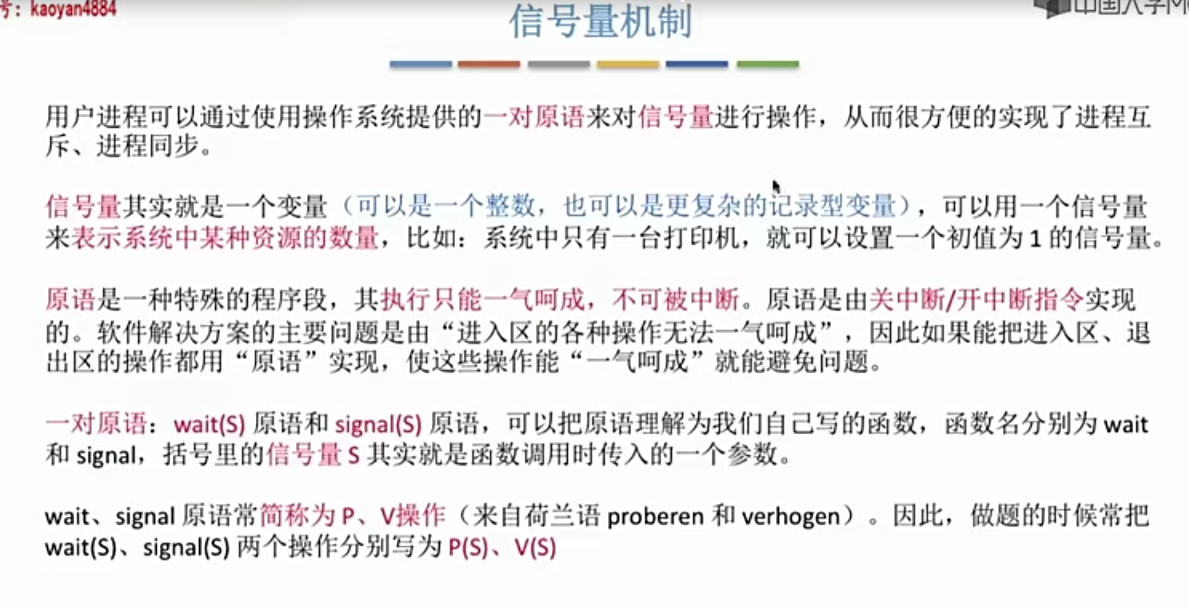 号：kaoyan4884
中国大学M
信号量机制
用户进程可以通过使用操作系统提供的一对原语来对信号量进行操作，从而很方便的实现了进程互
斥、进程同步。
信号量其实就是一个变量（可以是一个整数，也可以是更复杂的记录型变量），可以用一个信号量
来表示系统中某种资源的数量，比如：系统中只有一台打印机，就可以设置一个初值为 1 的信号量。
原语是一种特殊的程序段，其执行只能一气呵成，不可被中断。原语是由关中断/开中断指令实现
的。软件解决方案的主要问题是由“进入区的各种操作无法一气呵成”，因此如果能把进入区、退
出区的操作都用“原语”实现，使这些操作能“一气呵成”就能避免问题。
一对原语：wait(S) 原语和 signal(S) 原语，可以把原语理解为我们自己写的函数，函数名分别为 wait
和 signal，括号里的信号量 S 其实就是函数调用时传入的一个参数。
wait、signal 原语常简称为 P、V操作（来自荷兰语 proberen 和 verhogen）。因此，做题的时候常把
wait(S)、signal(S) 两个操作分别写为 P(S)、V(S)